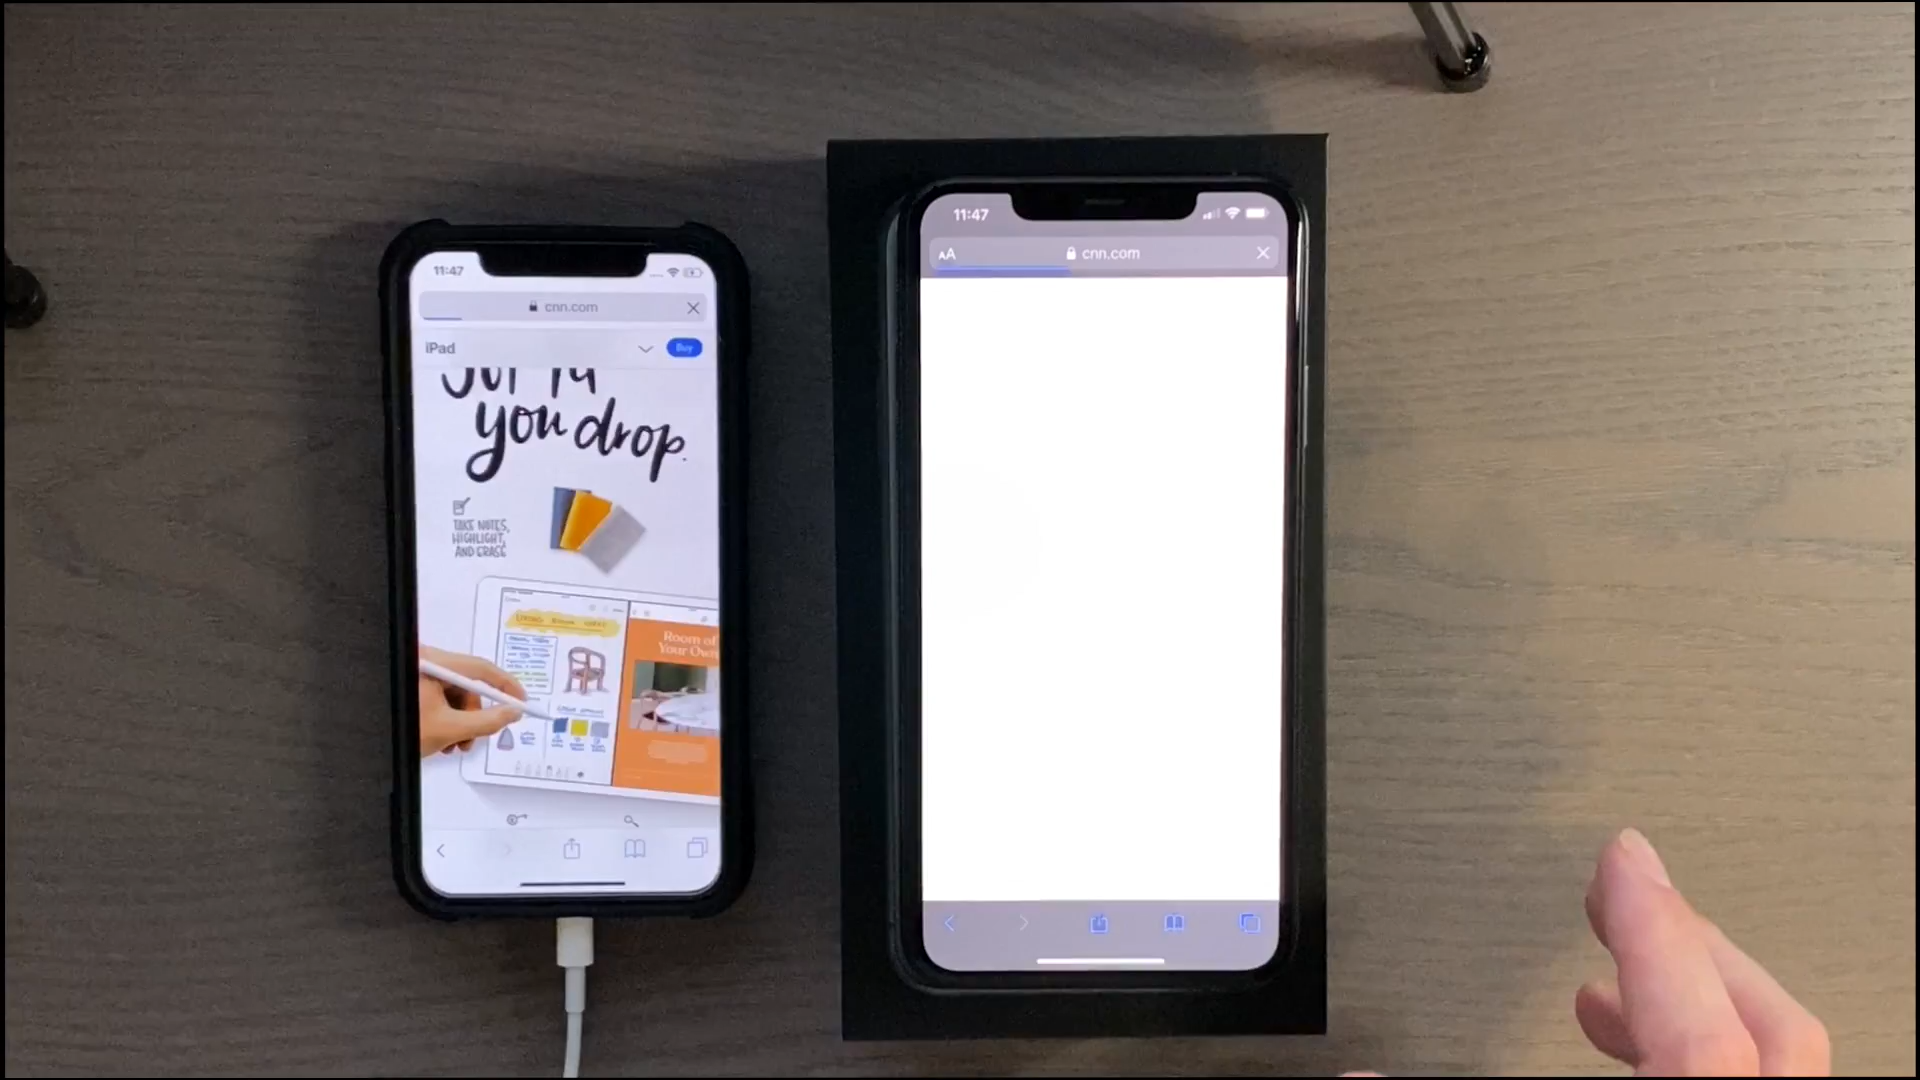 11:47
cnn.com
iPad
Buy
you drop.
TAKE NOTES,
HIGHLIGHT,
AND ERASE
Room of
Your Own
11:47
AA
cnn.com